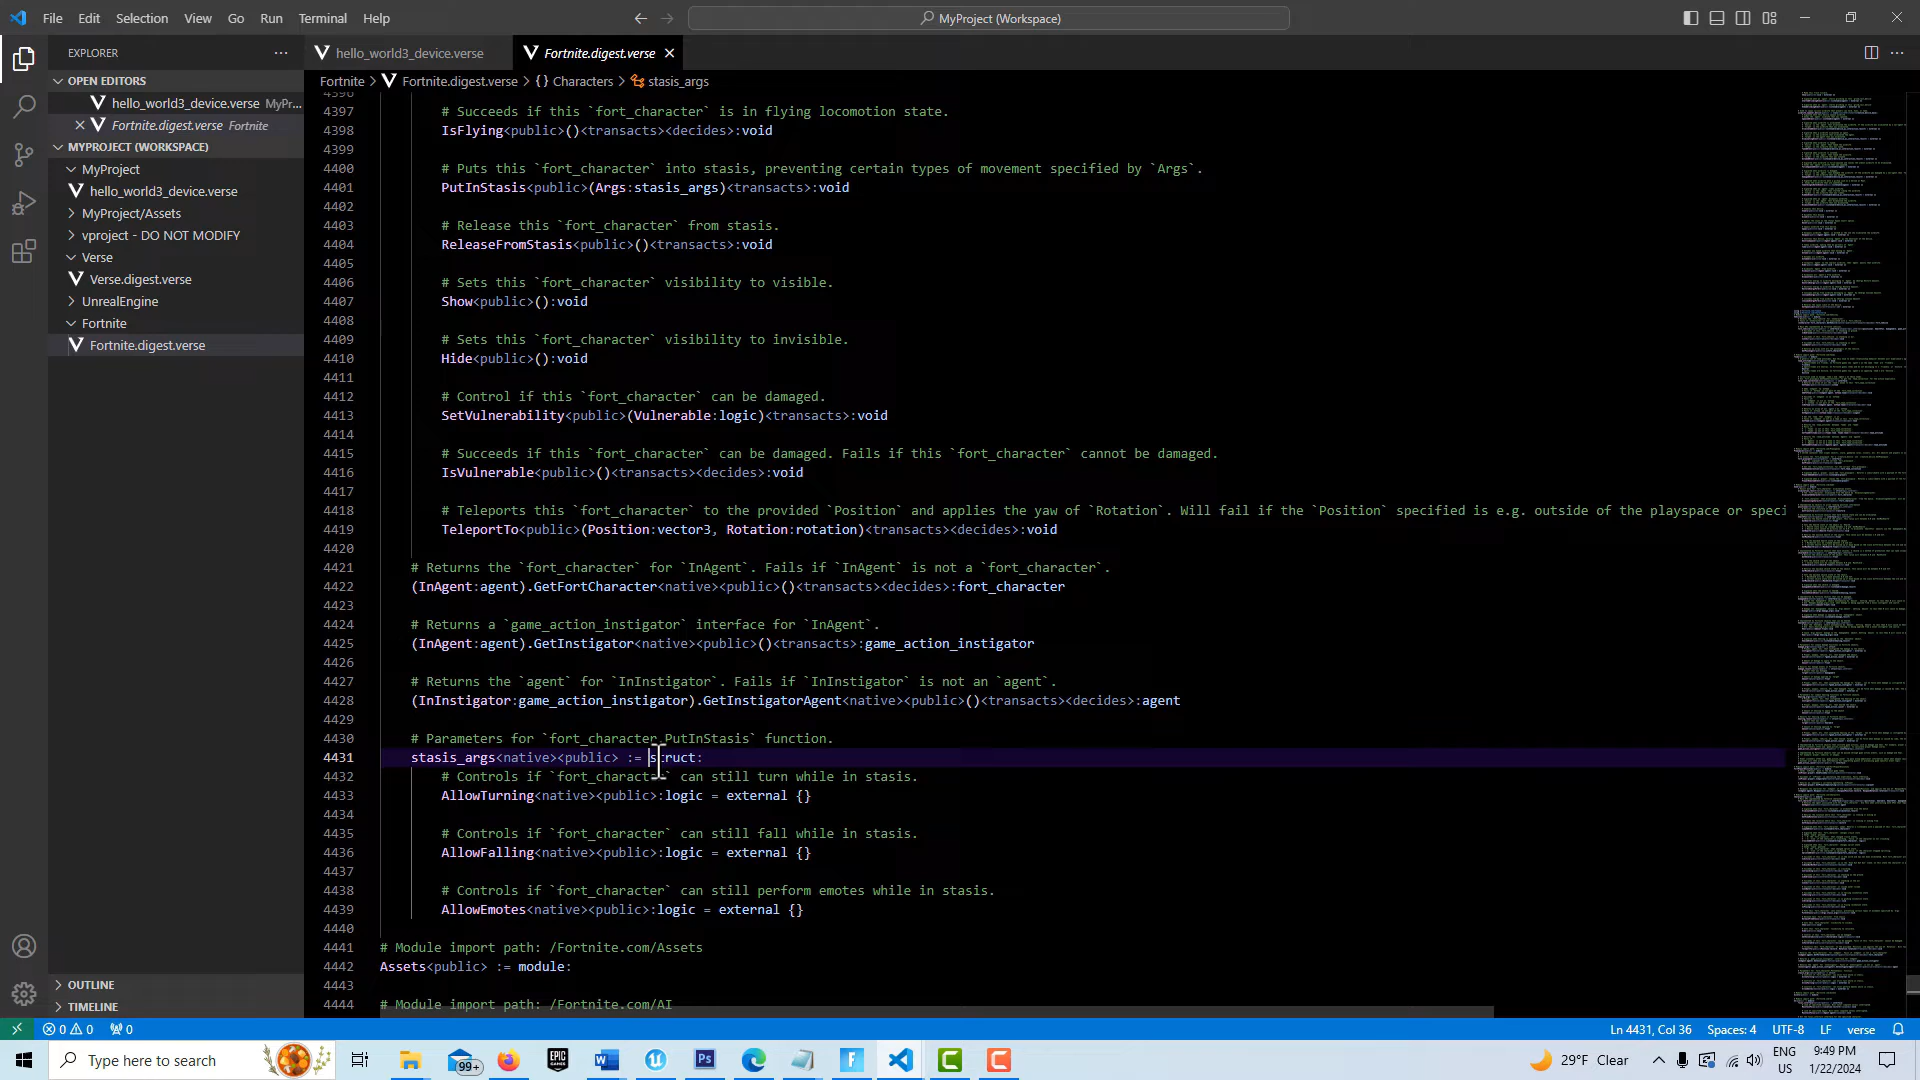 File Edit Selection View Go Run Terminal Help
MyProject (Workspace)
EXPLORER
hello_world3_device.verse
Fortnite.digest.verse
OPEN EDITORS
hello_world3_device.verse MyPr...
Fortnite.digest.verse Fortnite
MYPROJECT (WORKSPACE)
MyProject
hello_world3_device.verse
MyProject/Assets
vproject - DO NOT MODIFY
Verse
Verse.digest.verse
UnrealEngine
Fortnite
Fortnite.digest.verse
OUTLINE
TIMELINE
Fortnite > Fortnite.digest.verse > {} Characters > stasis_args
4396
4397 # Succeeds if this `fort_character` is in flying locomotion state.
4398 IsFlying<public>()<transacts><decides>:void
4399
4400 # Puts this `fort_character` into stasis, preventing certain types of movement specified by `Args`.
4401 PutInStasis<public>(Args:stasis_args)<transacts>:void
4402
4403 # Release this `fort_character` from stasis.
4404 ReleaseFromStasis<public>()<transacts>:void
4405
4406 # Sets this `fort_character` visibility to visible.
4407 Show<public>():void
4408
4409 # Sets this `fort_character` visibility to invisible.
4410 Hide<public>():void
4411
4412 # Control if this `fort_character` can be damaged.
4413 SetVulnerability<public>(Vulnerable:logic)<transacts>:void
4414
4415 # Succeeds if this `fort_character` can be damaged. Fails if this `fort_character` cannot be damaged.
4416 IsVulnerable<public>()<transacts><decides>:void
4417
4418 # Teleports this `fort_character` to the provided `Position` and applies the yaw of `Rotation`. Will fail if the `Position` specified is e.g. outside of the playspace or speci
4419 TeleportTo<public>(Position:vector3, Rotation:rotation)<transacts><decides>:void
4420
4421 # Returns the `fort_character` for `InAgent`. Fails if `InAgent` is not a `fort_character`.
4422 (InAgent:agent).GetFortCharacter<native><public>()<transacts><decides>:fort_character
4423
4424 # Returns a `game_action_instigator` interface for `InAgent`.
4425 (InAgent:agent).GetInstigator<native><public>()<transacts>:game_action_instigator
4426
4427 # Returns the `agent` for `InInstigator`. Fails if `InInstigator` is not an `agent`.
4428 (InInstigator:game_action_instigator).GetInstigatorAgent<native><public>()<transacts><decides>:agent
4429
4430 # Parameters for `fort_character.PutInStasis` function.
4431 stasis_args<native><public> := struct:
4432 # Controls if `fort_character` can still turn while in stasis.
4433 AllowTurning<native><public>:logic = external {}
4434
4435 # Controls if `fort_character` can still fall while in stasis.
4436 AllowFalling<native><public>:logic = external {}
4437
4438 # Controls if `fort_character` can still perform emotes while in stasis.
4439 AllowEmotes<native><public>:logic = external {}
4440
4441 # Module import path: /Fortnite.com/Assets
4442 Assets<public> := module:
4443
4444 # Module import path: /Fortnite.com/AI
0 0 0
Ln 4431, Col 36 Spaces: 4 UTF-8 LF verse
Type here to search
99+
EPIC GAMES
Ps
29°F Clear
ENG US
9:49 PM
1/22/2024